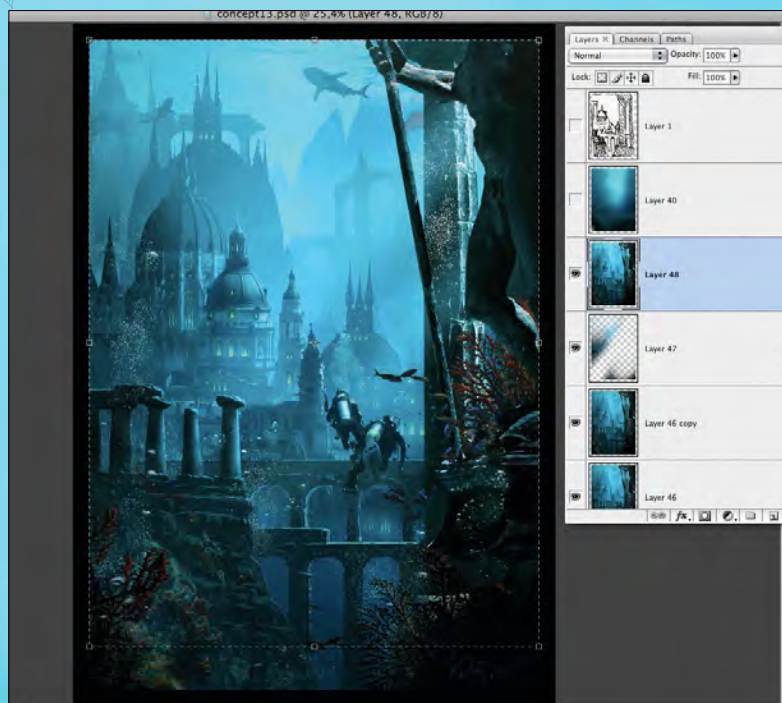 concept13.psd @ 25,4% (Layer 48, RGB/8)
Layers X Channels Paths
Normal Opacity: 100%
Lock: Fill: 100%
Layer 1
Layer 40
Layer 48
Layer 47
Layer 46 copy
Layer 46
fx.